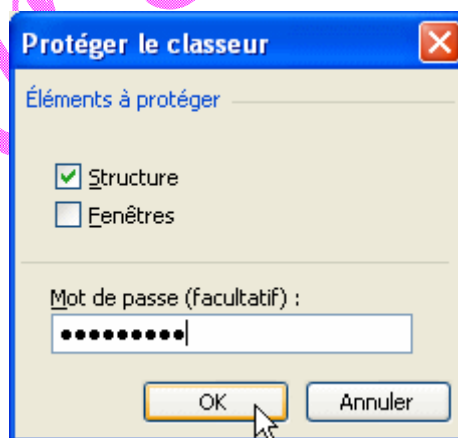 Protéger le classeur
Éléments à protéger
Structure
Fenêtres
Mot de passe (facultatif) :
●●●●●●●●●
OK
Annuler